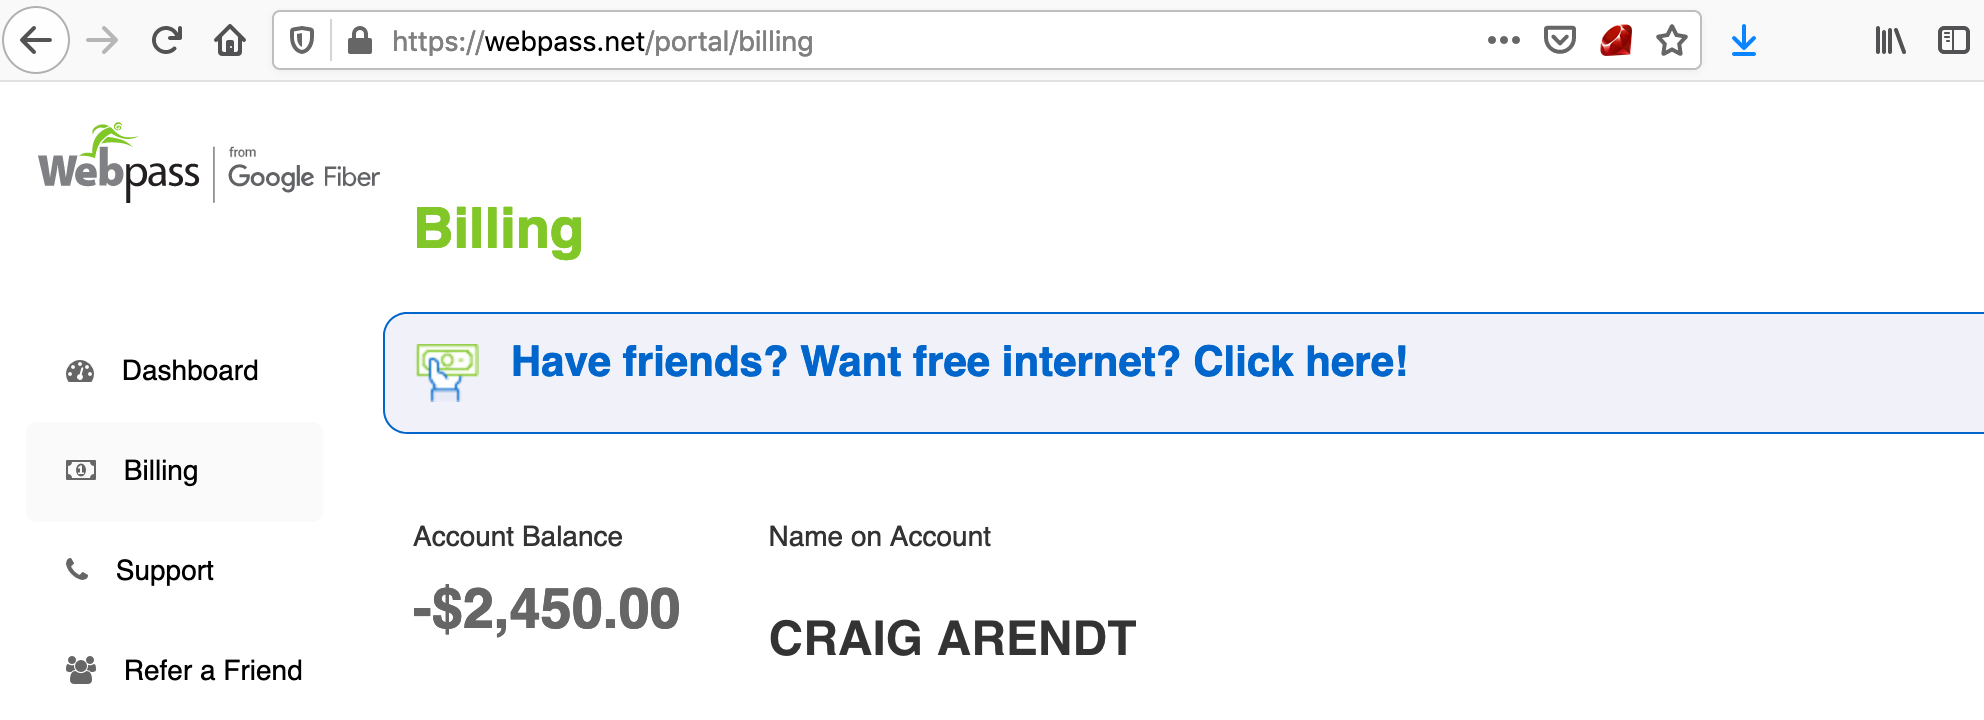 https://webpass.net/portal/billing
Webpass
from
Google Fiber
Billing
Have friends? Want free internet? Click here!
Dashboard
Billing
Support
Refer a Friend
Account Balance
-$2,450.00
Name on Account
CRAIG ARENDT